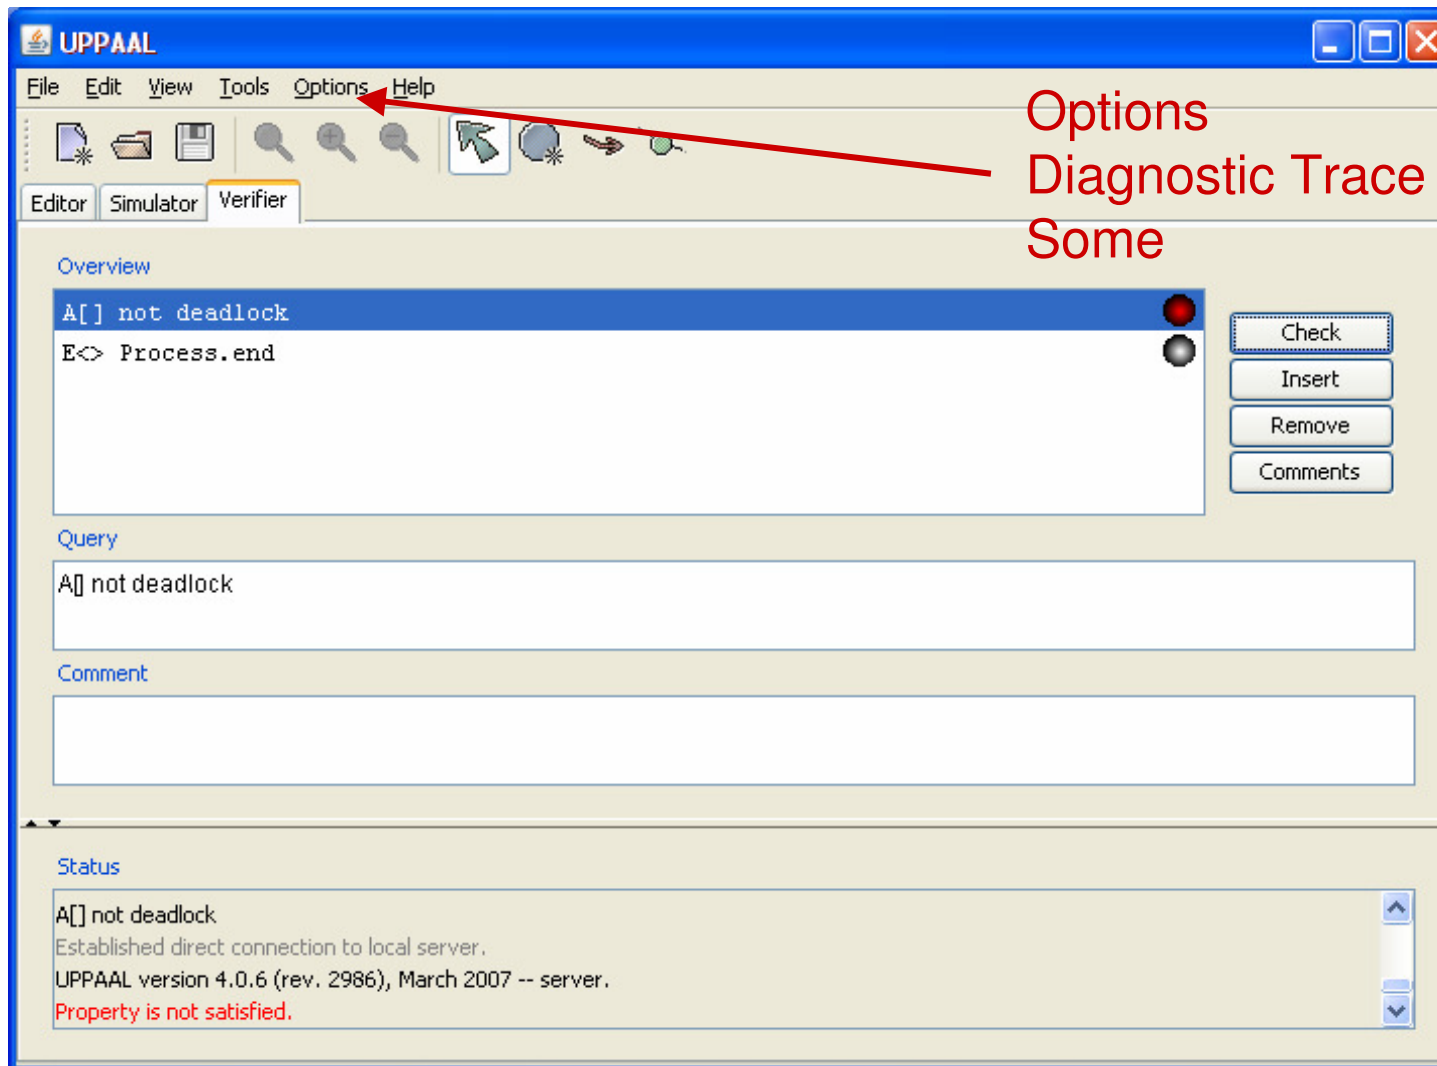 UPPAAL
File Edit View Tools Options Help
Options
Diagnostic Trace
Some
Editor Simulator Verifier
Overview
A[] not deadlock
E<> Process.end
Check
Insert
Remove
Comments
Query
A[] not deadlock
Comment
Status
A[] not deadlock
Established direct connection to local server.
UPPAAL version 4.0.6 (rev. 2986), March 2007 -- server.
Property is not satisfied.